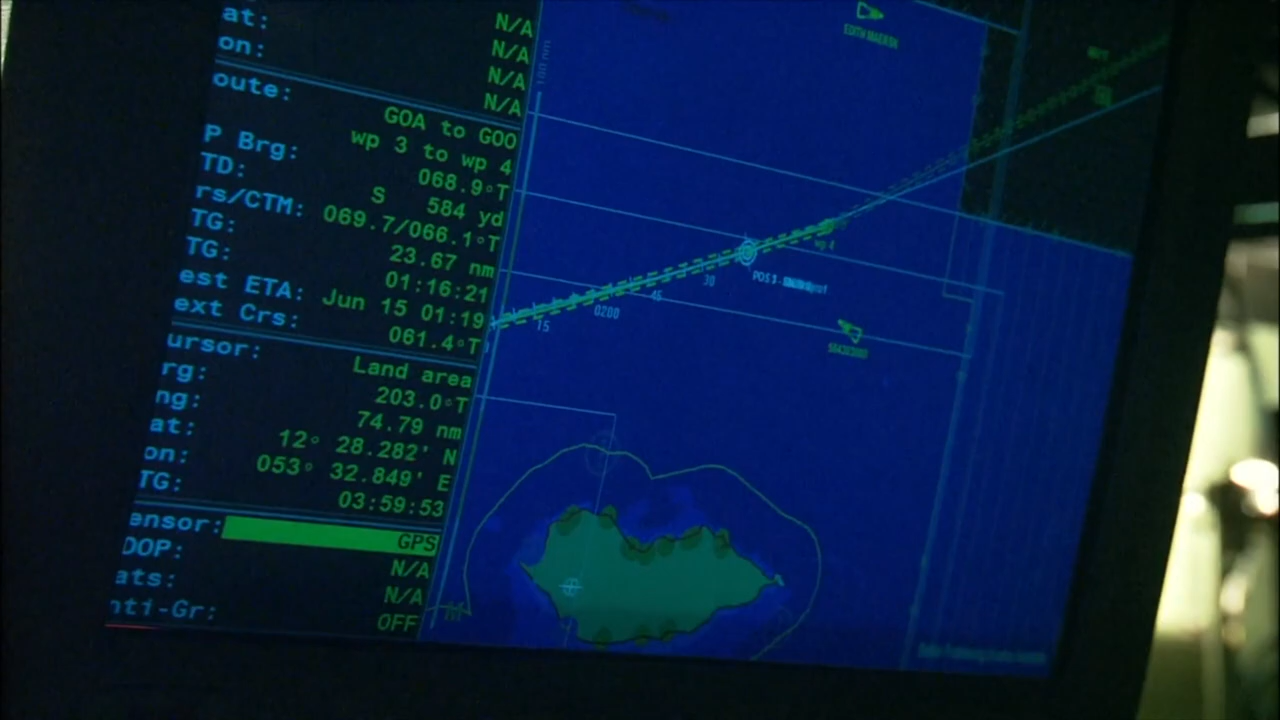 at: N/A
on: N/A
N/A
N/A
oute: GOA to GOO
wp 3 to wp 4
P Brg: 068.9°T
TD: S 584 yd
rs/CTM: 069.7/066.1°T
TG: 23.67 nm
TG: 01:16:21
est ETA: Jun 15 01:19
ext Crs: 061.4°T
ursor: Land area
rg: 203.0°T
ng: 74.79 nm
at: 12° 28.282' N
on: 053° 32.849' E
TG: 03:59:53
ensor: GPS
DOP: N/A
ats: N/A
nti-Gr: OFF
100 nm
EDITH MAERSK
wp 4
POS 1
30
45
0200
15